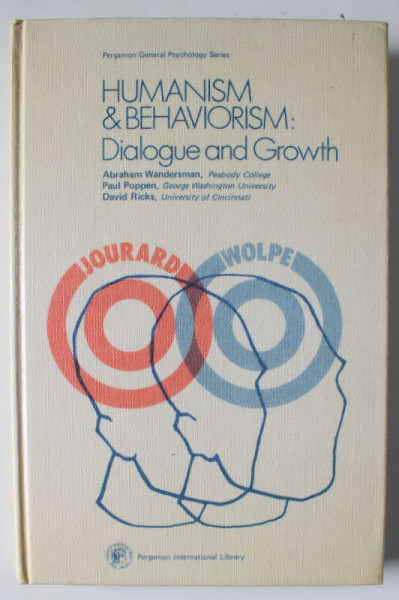 Pergamon General Psychology Series
HUMANISM
& BEHAVIORISM:
Dialogue and Growth
Abraham Wandersman, Peabody College
Paul Poppen, George Washington University
David Ricks, University of Cincinnati
JOURARD WOLPE
Pergamon International Library